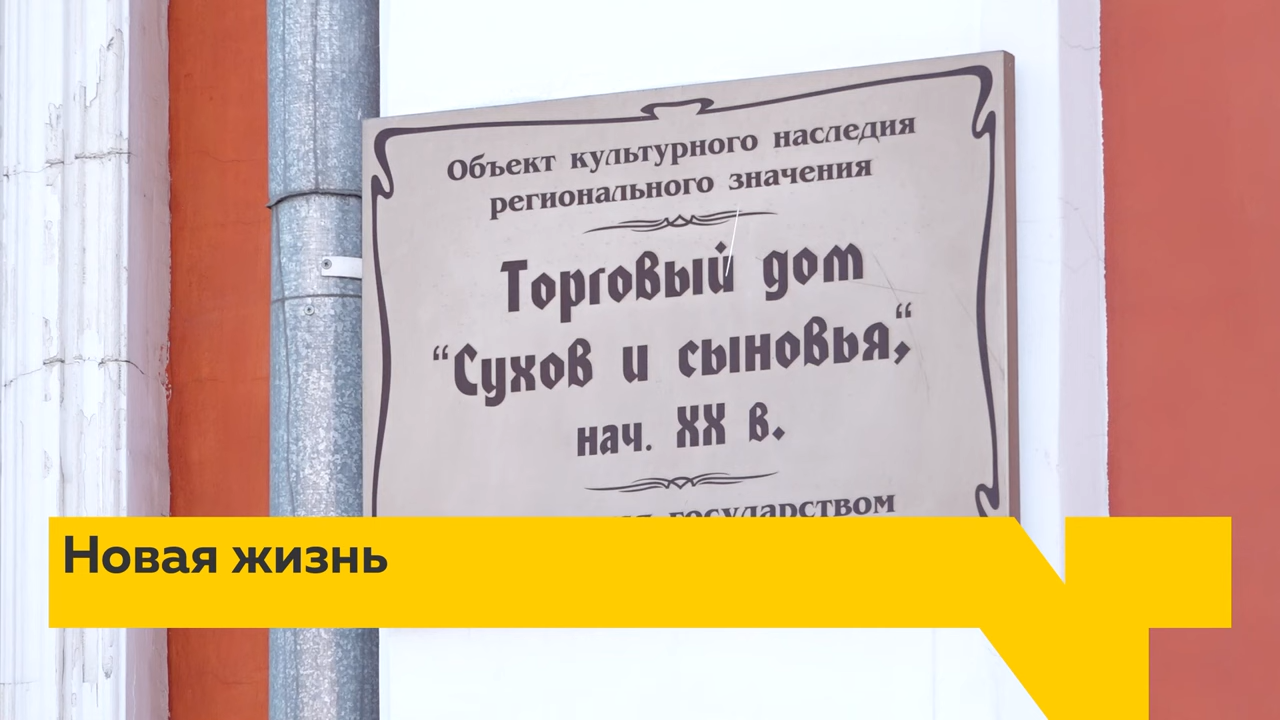 Объект культурного наследия
регионального значения
Торговый дом
“Сухов и сыновья,“
нач. XX в.
государством
Новая жизнь